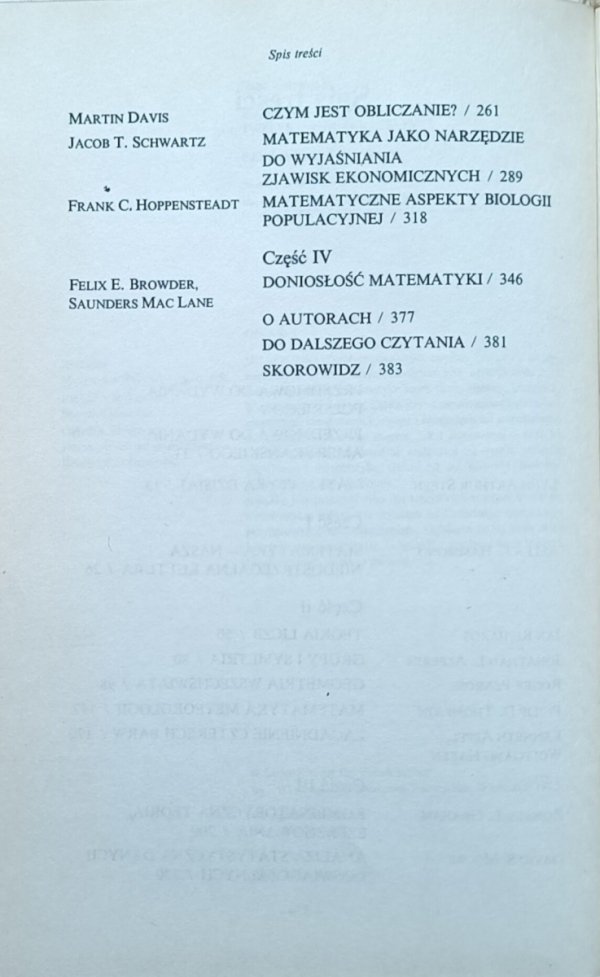 Spis treści
MARTIN DAVIS CZYM JEST OBLICZANIE? / 261
JACOB T. SCHWARTZ MATEMATYKA JAKO NARZĘDZIE
DO WYJAŚNIANIA
ZJAWISK EKONOMICZNYCH / 289
FRANK C. HOPPENSTEADT MATEMATYCZNE ASPEKTY BIOLOGII
POPULACYJNEJ / 318
Część IV
FELIX E. BROWDER, DONIOSŁOŚĆ MATEMATYKI / 346
SAUNDERS MAC LANE
O AUTORACH / 377
DO DALSZEGO CZYTANIA / 381
SKOROWIDZ / 383